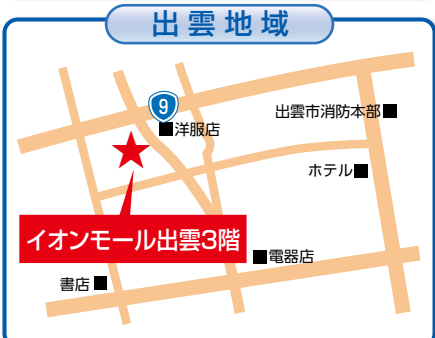 出雲地域
9
洋服店
出雲市消防本部
ホテル
イオンモール出雲3階
電器店
書店